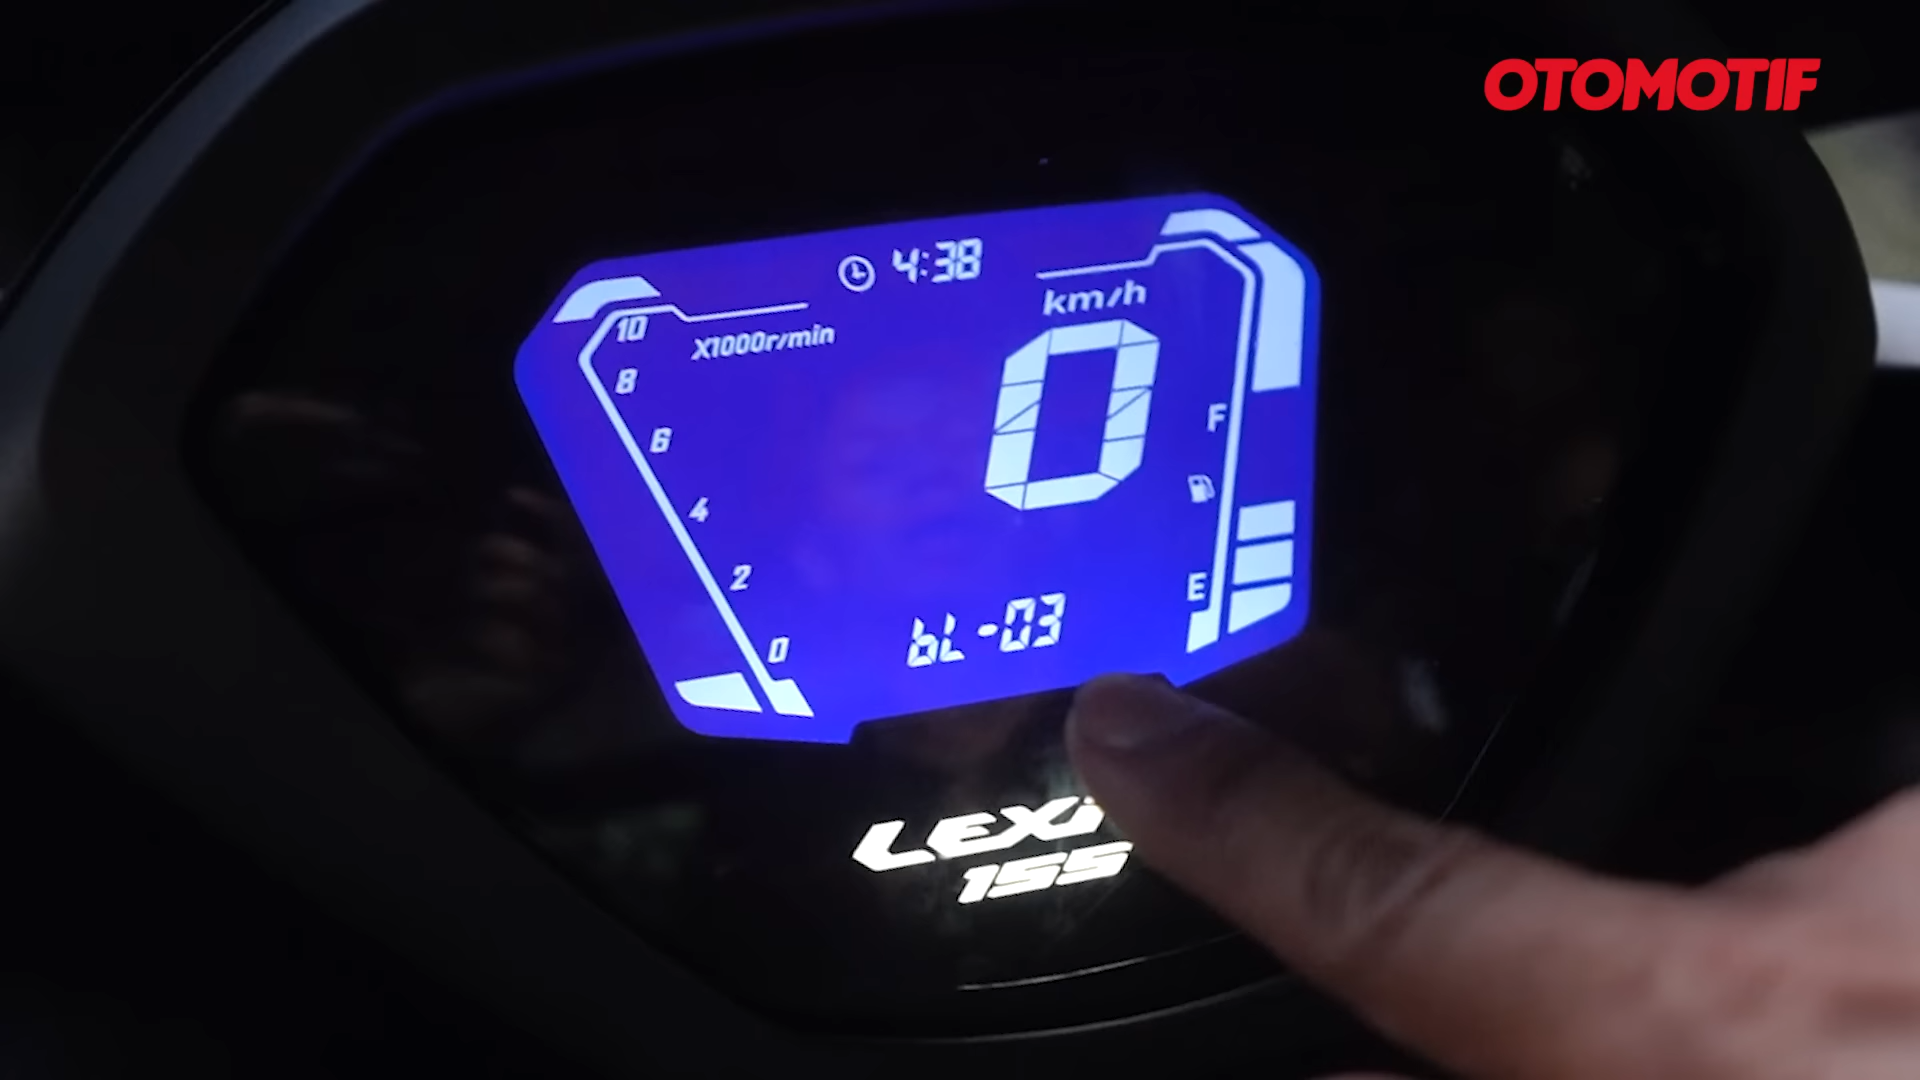 OTOMOTIF
4:38
km/h
10
X1000r/min
0
8
F
6
4
2
E
bL-03
0
LEXi
155